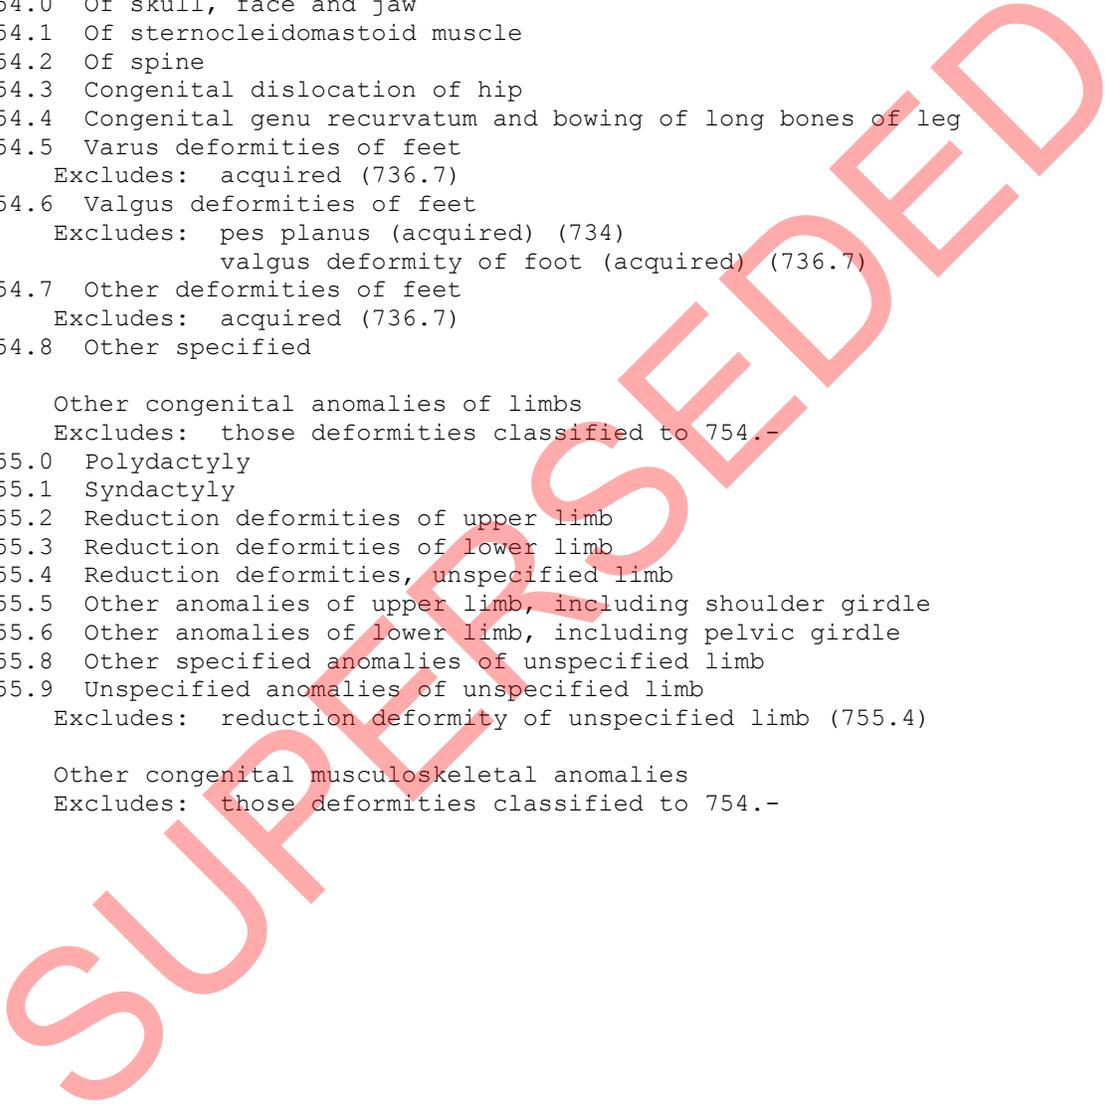 54.0  Of skull, face and jaw
54.1  Of sternocleidomastoid muscle
54.2  Of spine
54.3  Congenital dislocation of hip
54.4  Congenital genu recurvatum and bowing of long bones of leg
54.5  Varus deformities of feet
Excludes:  acquired (736.7)
54.6  Valgus deformities of feet
Excludes:  pes planus (acquired) (734)
valgus deformity of foot (acquired) (736.7)
54.7  Other deformities of feet
Excludes:  acquired (736.7)
54.8  Other specified
Other congenital anomalies of limbs
Excludes:  those deformities classified to 754.-
55.0  Polydactyly
55.1  Syndactyly
55.2  Reduction deformities of upper limb
55.3  Reduction deformities of lower limb
55.4  Reduction deformities, unspecified limb
55.5  Other anomalies of upper limb, including shoulder girdle
55.6  Other anomalies of lower limb, including pelvic girdle
55.8  Other specified anomalies of unspecified limb
55.9  Unspecified anomalies of unspecified limb
Excludes:  reduction deformity of unspecified limb (755.4)
Other congenital musculoskeletal anomalies
Excludes:  those deformities classified to 754.-
SUPERSEDED